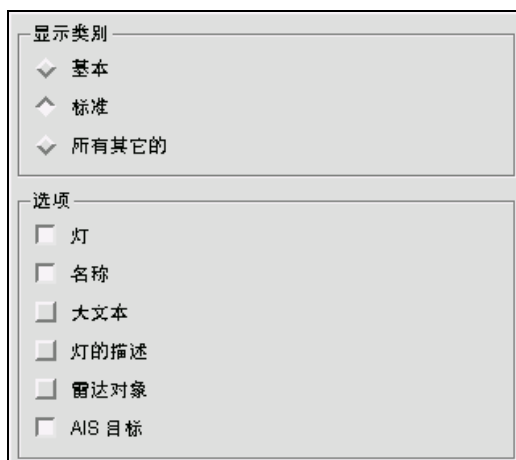 显示类别
基本
标准
所有其它的
选项
灯
名称
大文本
灯的描述
雷达对象
AIS 目标